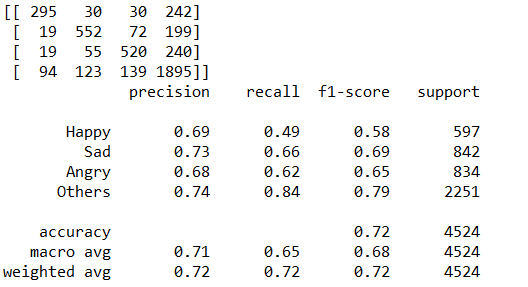 [[ 295 30 30 242]
[ 19 552 72 199]
[ 19 55 520 240]
[ 94 123 139 1895]]
precision recall f1-score support
Happy 0.69 0.49 0.58 597
Sad 0.73 0.66 0.69 842
Angry 0.68 0.62 0.65 834
Others 0.74 0.84 0.79 2251
accuracy 0.72 4524
macro avg 0.71 0.65 0.68 4524
weighted avg 0.72 0.72 0.72 4524